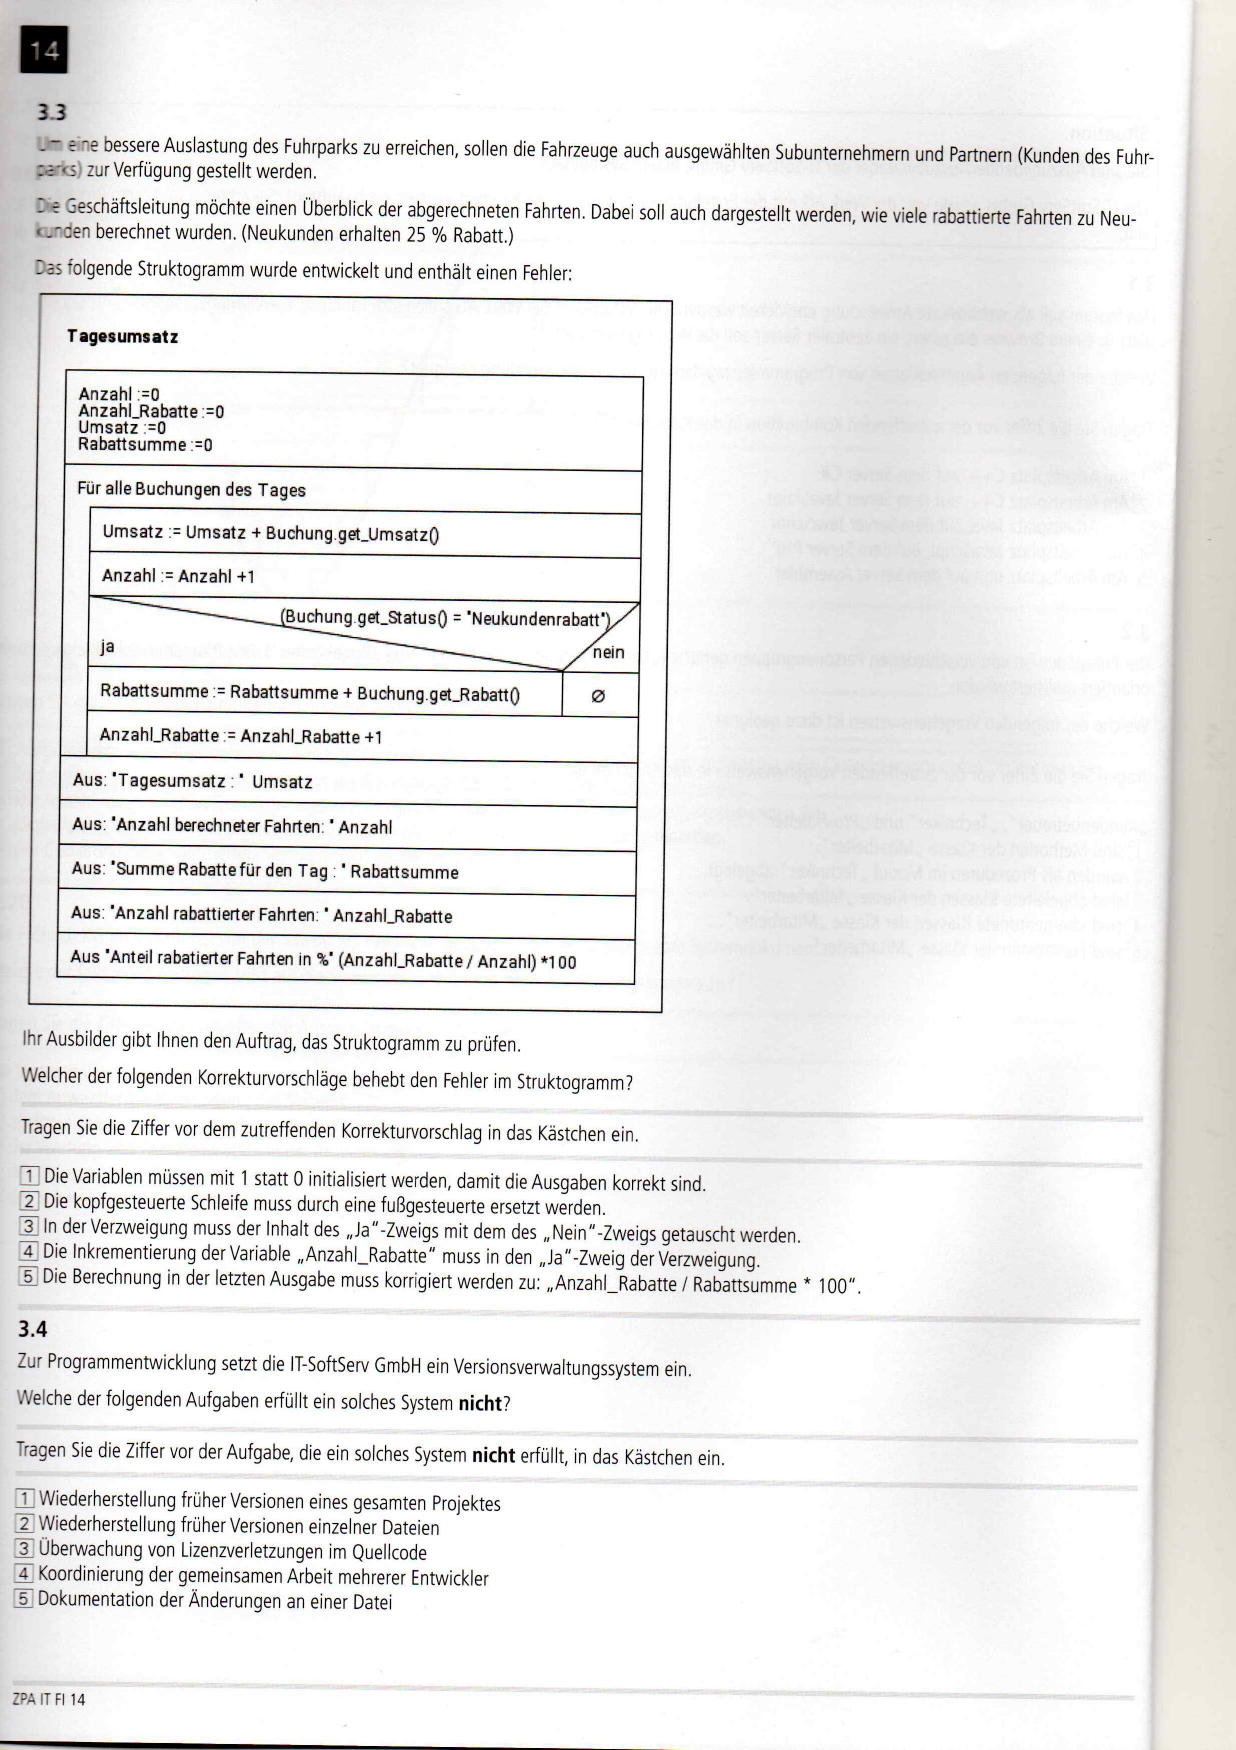 14
3.3
Um eine bessere Auslastung des Fuhrparks zu erreichen, sollen die Fahrzeuge auch ausgewählten Subunternehmern und Partnern (Kunden des Fuhr-
parks) zur Verfügung gestellt werden.
Die Geschäftsleitung möchte einen Überblick der abgerechneten Fahrten. Dabei soll auch dargestellt werden, wie viele rabattierte Fahrten zu Neu-
kunden berechnet wurden. (Neukunden erhalten 25 % Rabatt.)
Das folgende Struktogramm wurde entwickelt und enthält einen Fehler:
Tagesumsatz
Anzahl :=0
Anzahl_Rabatte :=0
Umsatz :=0
Rabattsumme :=0
Für alle Buchungen des Tages
Umsatz := Umsatz + Buchung.get_Umsatz()
Anzahl := Anzahl +1
(Buchung.get_Status() = "Neukundenrabatt")
ja
nein
Rabattsumme := Rabattsumme + Buchung.get_Rabatt()
∅
Anzahl_Rabatte := Anzahl_Rabatte +1
Aus: "Tagesumsatz : " Umsatz
Aus: "Anzahl berechneter Fahrten: " Anzahl
Aus: "Summe Rabatte für den Tag : " Rabattsumme
Aus: "Anzahl rabattierter Fahrten: " Anzahl_Rabatte
Aus "Anteil rabatierter Fahrten in %" (Anzahl_Rabatte / Anzahl) *100
Ihr Ausbilder gibt Ihnen den Auftrag, das Struktogramm zu prüfen.
Welcher der folgenden Korrekturvorschläge behebt den Fehler im Struktogramm?
Tragen Sie die Ziffer vor dem zutreffenden Korrekturvorschlag in das Kästchen ein.
1 Die Variablen müssen mit 1 statt 0 initialisiert werden, damit die Ausgaben korrekt sind.
2 Die kopfgesteuerte Schleife muss durch eine fußgesteuerte ersetzt werden.
3 In der Verzweigung muss der Inhalt des „Ja"-Zweigs mit dem des „Nein"-Zweigs getauscht werden.
4 Die Inkrementierung der Variable „Anzahl_Rabatte" muss in den „Ja"-Zweig der Verzweigung.
5 Die Berechnung in der letzten Ausgabe muss korrigiert werden zu: „Anzahl_Rabatte / Rabattsumme * 100".
3.4
Zur Programmentwicklung setzt die IT-SoftServ GmbH ein Versionsverwaltungssystem ein.
Welche der folgenden Aufgaben erfüllt ein solches System nicht?
Tragen Sie die Ziffer vor der Aufgabe, die ein solches System nicht erfüllt, in das Kästchen ein.
1 Wiederherstellung früher Versionen eines gesamten Projektes
2 Wiederherstellung früher Versionen einzelner Dateien
3 Überwachung von Lizenzverletzungen im Quellcode
4 Koordinierung der gemeinsamen Arbeit mehrerer Entwickler
5 Dokumentation der Änderungen an einer Datei
ZPA IT FI 14